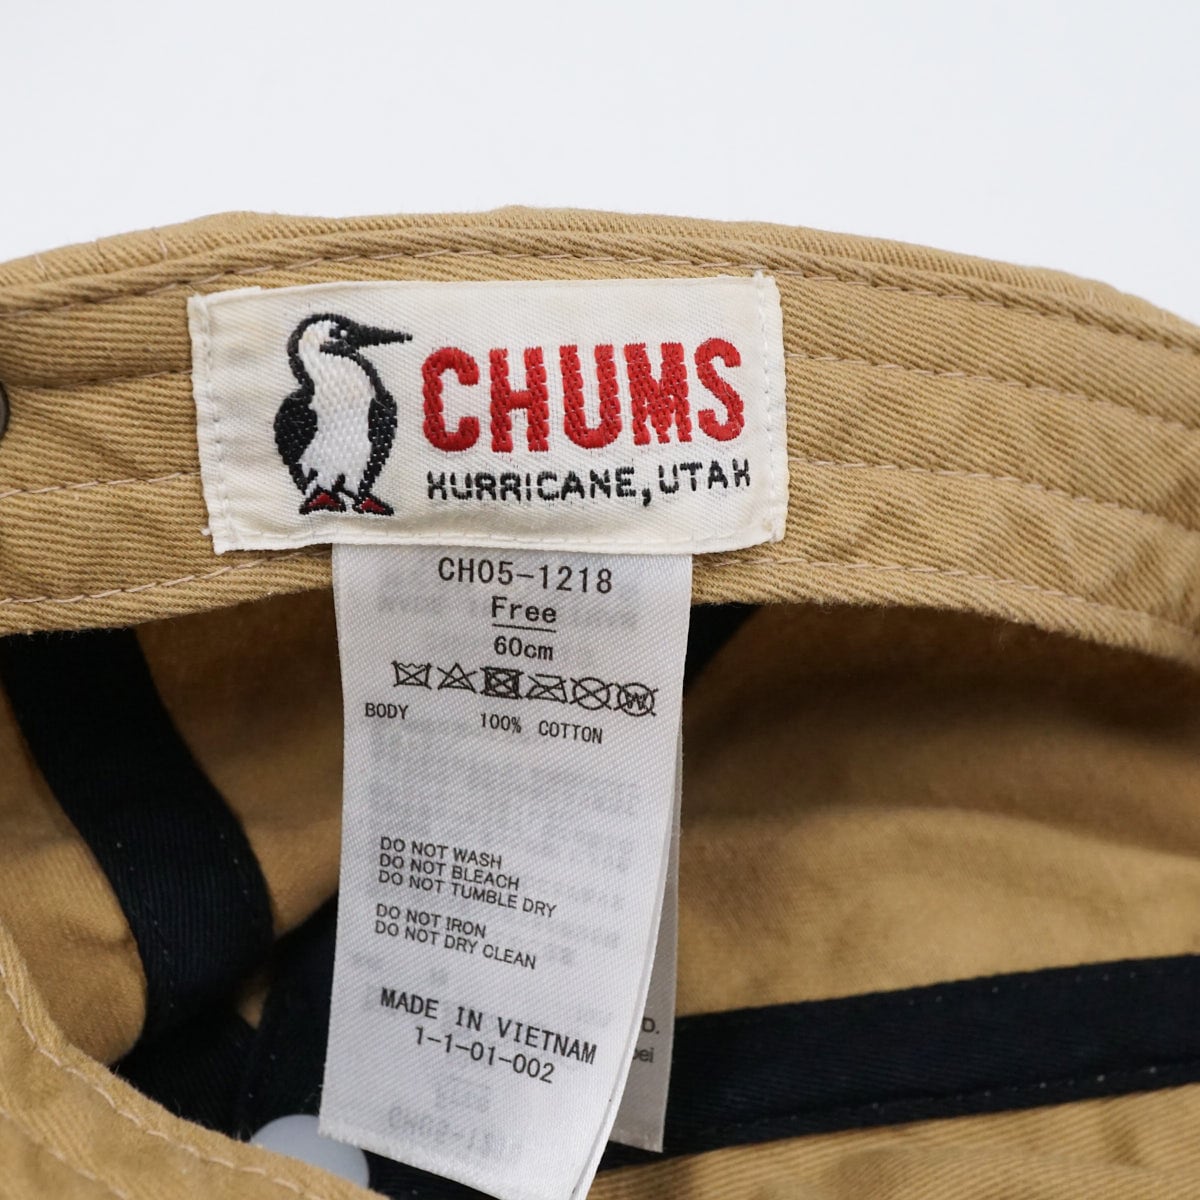 CHUMS
HURRICANE, UTAH
CH05-1218
Free
60cm
BODY 100% COTTON
DO NOT WASH
DO NOT BLEACH
DO NOT TUMBLE DRY
DO NOT IRON
DO NOT DRY CLEAN
MADE IN VIETNAM
1-1-01-002